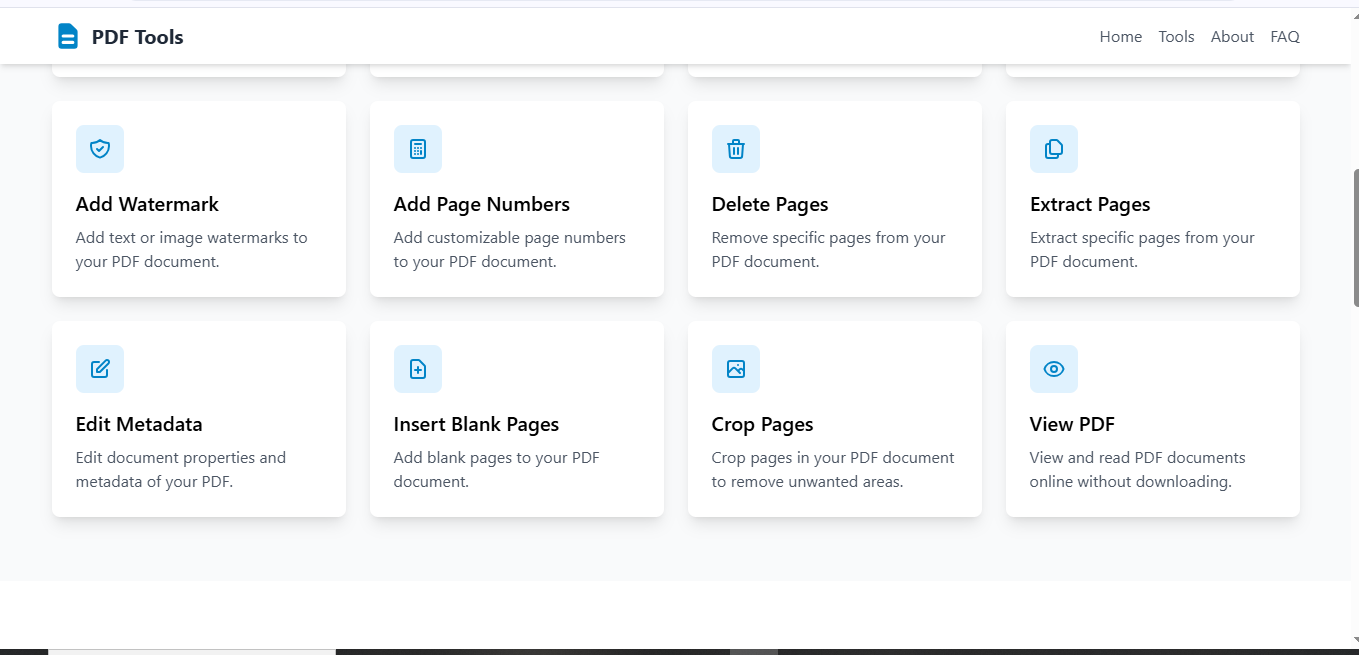 PDF Tools
Home Tools About FAQ
Add Watermark
Add text or image watermarks to
your PDF document.
Add Page Numbers
Add customizable page numbers
to your PDF document.
Delete Pages
Remove specific pages from your
PDF document.
Extract Pages
Extract specific pages from your
PDF document.
Edit Metadata
Edit document properties and
metadata of your PDF.
Insert Blank Pages
Add blank pages to your PDF
document.
Crop Pages
Crop pages in your PDF document
to remove unwanted areas.
View PDF
View and read PDF documents
online without downloading.